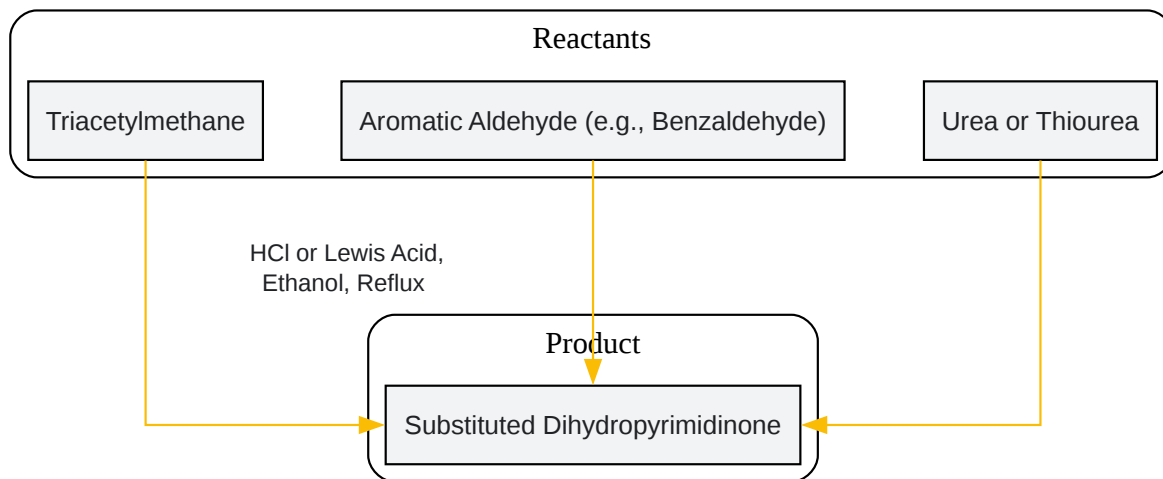 Reactants
Triacetylmethane
Aromatic Aldehyde (e.g., Benzaldehyde)
Urea or Thiourea
HCl or Lewis Acid,
Ethanol, Reflux
Product
Substituted Dihydropyrimidinone